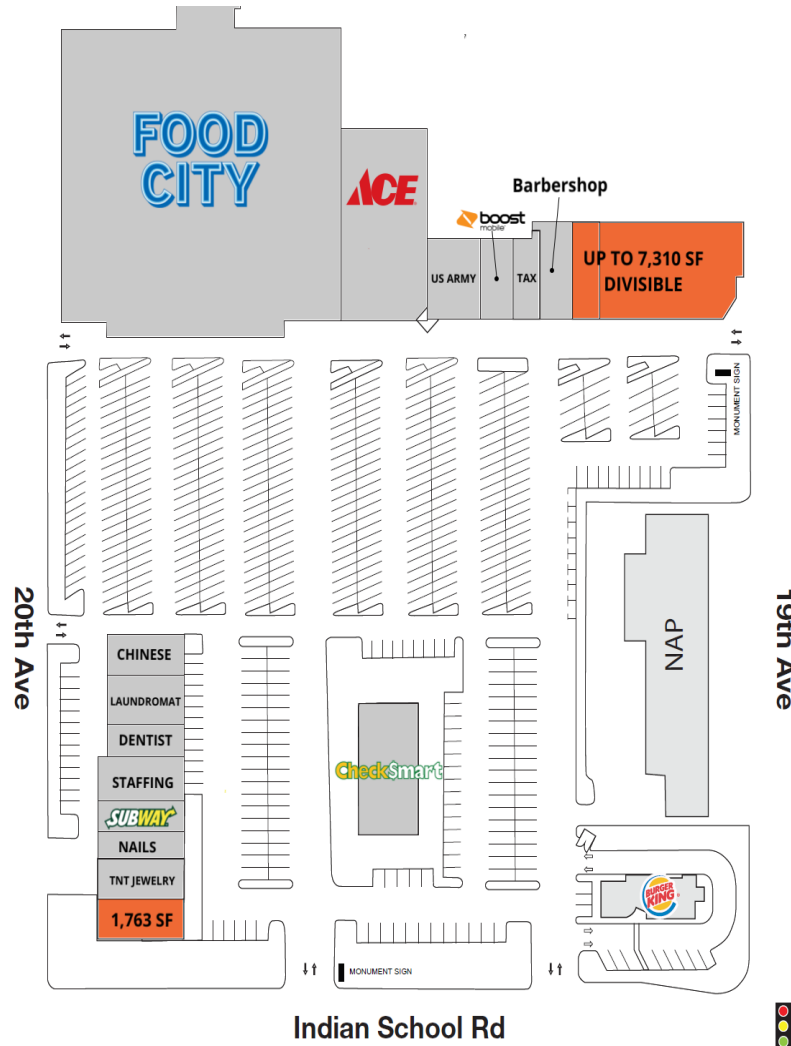 FOOD
CITY
ACE
Barbershop
boost
mobile
US ARMY
TAX
UP TO 7,310 SF
DIVISIBLE
MONUMENT SIGN
20th Ave
19th Ave
NAP
CHINESE
LAUNDROMAT
DENTIST
STAFFING
SUBWAY
NAILS
TNT JEWELRY
1,763 SF
Check$mart
BURGER
KING
MONUMENT SIGN
Indian School Rd